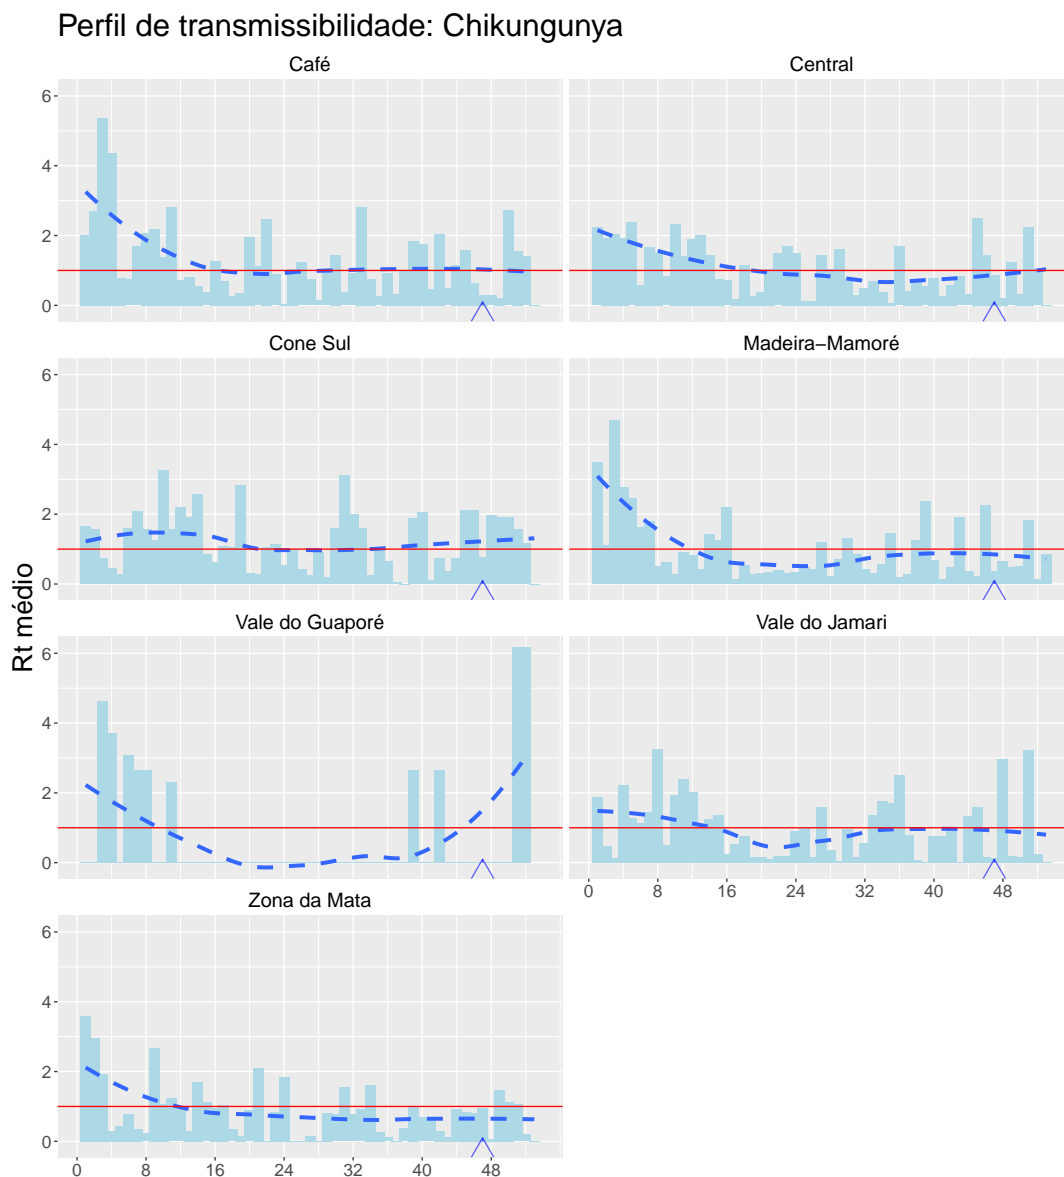 Perfil de transmissibilidade: Chikungunya
Café
Central
6
4
2
0
Cone Sul
Madeira−Mamoré
6
4
2
0
Rt médio
Vale do Guaporé
Vale do Jamari
6
4
2
0
0 8 16 24 32 40 48
Zona da Mata
6
4
2
0
0 8 16 24 32 40 48